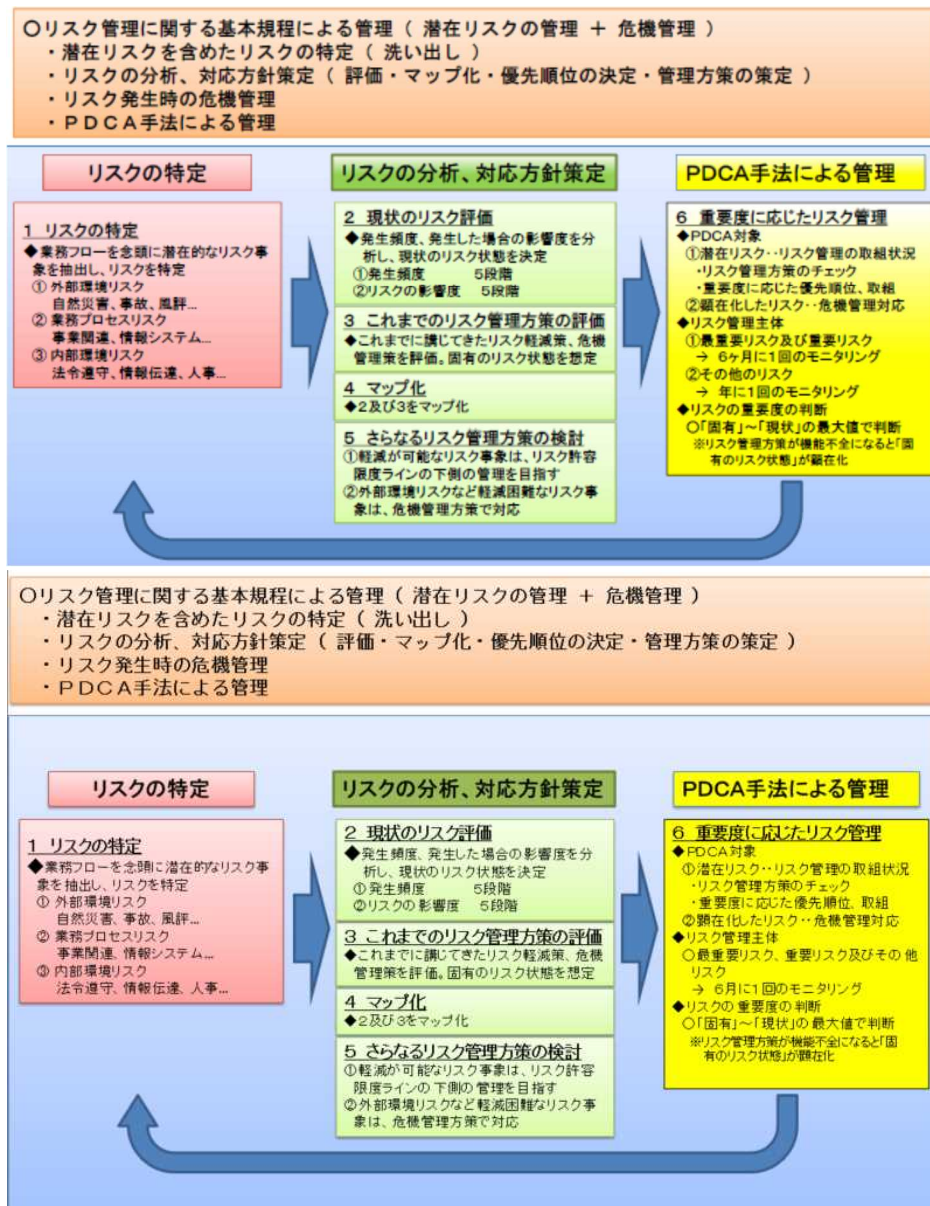 〇リスク管理に関する基本規程による管理（ 潜在リスクの管理 ＋ 危機管理 ）
・潜在リスクを含めたリスクの特定（ 洗い出し ）
・リスクの分析、対応方針策定（ 評価・マップ化・優先順位の決定・管理方策の策定 ）
・リスク発生時の危機管理
・ＰＤＣＡ手法による管理
リスクの特定
1 リスクの特定
◆業務フローを念頭に潜在的なリスク事
象を抽出し、リスクを特定
① 外部環境リスク
自然災害、事故、風評…
② 業務プロセスリスク
事業関連、情報システム…
③ 内部環境リスク
法令遵守、情報伝達、人事…
リスクの分析、対応方針策定
2 現状のリスク評価
◆発生頻度、発生した場合の影響度を分
析し、現状のリスク状態を決定
①発生頻度 5段階
②リスクの影響度 5段階
3 これまでのリスク管理方策の評価
◆これまでに講じてきたリスク軽減策、危機
管理策を評価。固有のリスク状態を想定
4 マップ化
◆2及び3をマップ化
5 さらなるリスク管理方策の検討
①軽減が可能なリスク事象は、リスク許容
限度ラインの下側の管理を目指す
②外部環境リスクなど軽減困難なリスク事
象は、危機管理方策で対応
PDCA手法による管理
6 重要度に応じたリスク管理
◆PDCA対象
①潜在リスク‥リスク管理の取組状況
・リスク管理方策のチェック
・重要度に応じた優先順位、取組
②顕在化したリスク‥危機管理対応
◆リスク管理主体
①最重要リスク及び重要リスク
→ 6ヶ月に1回のモニタリング
②その他のリスク
→ 年に1回のモニタリング
◆リスクの重要度の判断
〇「固有」～「現状」の最大値で判断
※リスク管理方策が機能不全になると「固
有のリスク状態」が顕在化
〇リスク管理に関する基本規程による管理（ 潜在リスクの管理 ＋ 危機管理 ）
・潜在リスクを含めたリスクの特定（ 洗い出し ）
・リスクの分析、対応方針策定（ 評価・マップ化・優先順位の決定・管理方策の策定 ）
・リスク発生時の危機管理
・ＰＤＣＡ手法による管理
リスクの特定
1 リスクの特定
◆業務フローを念頭に潜在的なリスク事
象を抽出し、リスクを特定
① 外部環境リスク
自然災害、事故、風評…
② 業務プロセスリスク
事業関連、情報システム…
③ 内部環境リスク
法令遵守、情報伝達、人事…
リスクの分析、対応方針策定
2 現状のリスク評価
◆発生頻度、発生した場合の影響度を分
析し、現状のリスク状態を決定
①発生頻度 5段階
②リスクの影響度 5段階
3 これまでのリスク管理方策の評価
◆これまでに講じてきたリスク軽減策、危機
管理策を評価。固有のリスク状態を想定
4 マップ化
◆2及び3をマップ化
5 さらなるリスク管理方策の検討
①軽減が可能なリスク事象は、リスク許容
限度ラインの下側の管理を目指す
②外部環境リスクなど軽減困難なリスク事
象は、危機管理方策で対応
PDCA手法による管理
6 重要度に応じたリスク管理
◆PDCA対象
①潜在リスク‥リスク管理の取組状況
・リスク管理方策のチェック
・重要度に応じた優先順位、取組
②顕在化したリスク‥危機管理対応
◆リスク管理主体
〇最重要リスク、重要リスク及びその他
リスク
→ 6月に1回のモニタリング
◆リスクの重要度の判断
〇「固有」～「現状」の最大値で判断
※リスク管理方策が機能不全になると「固
有のリスク状態」が顕在化